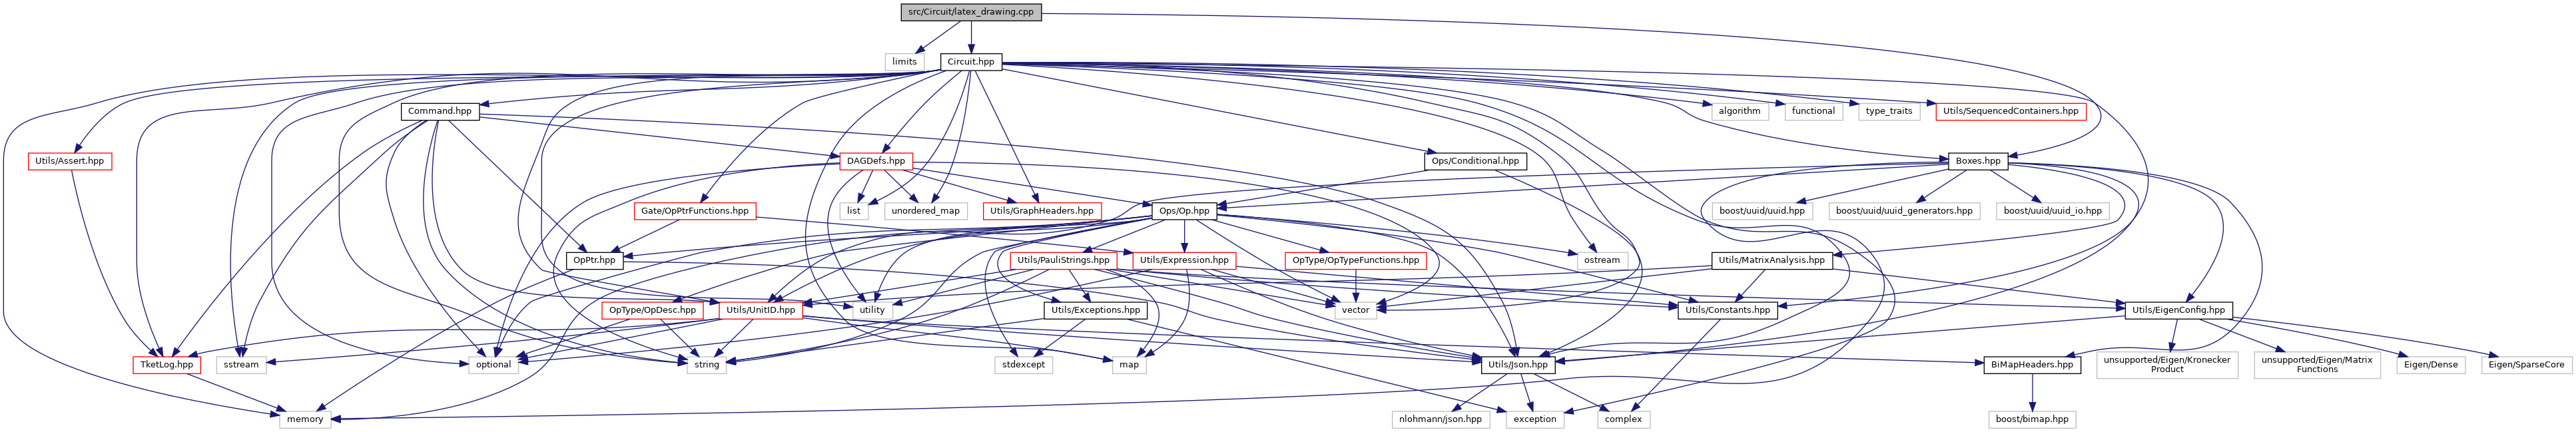 src/Circuit/latex_drawing.cpp
limits
Circuit.hpp
Command.hpp
algorithm
functional
type_traits
Utils/SequencedContainers.hpp
Utils/Assert.hpp
DAGDefs.hpp
Ops/Conditional.hpp
Boxes.hpp
Gate/OpPtrFunctions.hpp
list
unordered_map
Utils/GraphHeaders.hpp
Ops/Op.hpp
boost/uuid/uuid.hpp
boost/uuid/uuid_generators.hpp
boost/uuid/uuid_io.hpp
OpPtr.hpp
Utils/PauliStrings.hpp
Utils/Expression.hpp
OpType/OpTypeFunctions.hpp
ostream
Utils/MatrixAnalysis.hpp
OpType/OpDesc.hpp
Utils/UnitID.hpp
utility
Utils/Exceptions.hpp
vector
Utils/Constants.hpp
Utils/EigenConfig.hpp
TketLog.hpp
sstream
optional
string
stdexcept
map
Utils/Json.hpp
BiMapHeaders.hpp
unsupported/Eigen/Kronecker
Product
unsupported/Eigen/Matrix
Functions
Eigen/Dense
Eigen/SparseCore
memory
nlohmann/json.hpp
exception
complex
boost/bimap.hpp